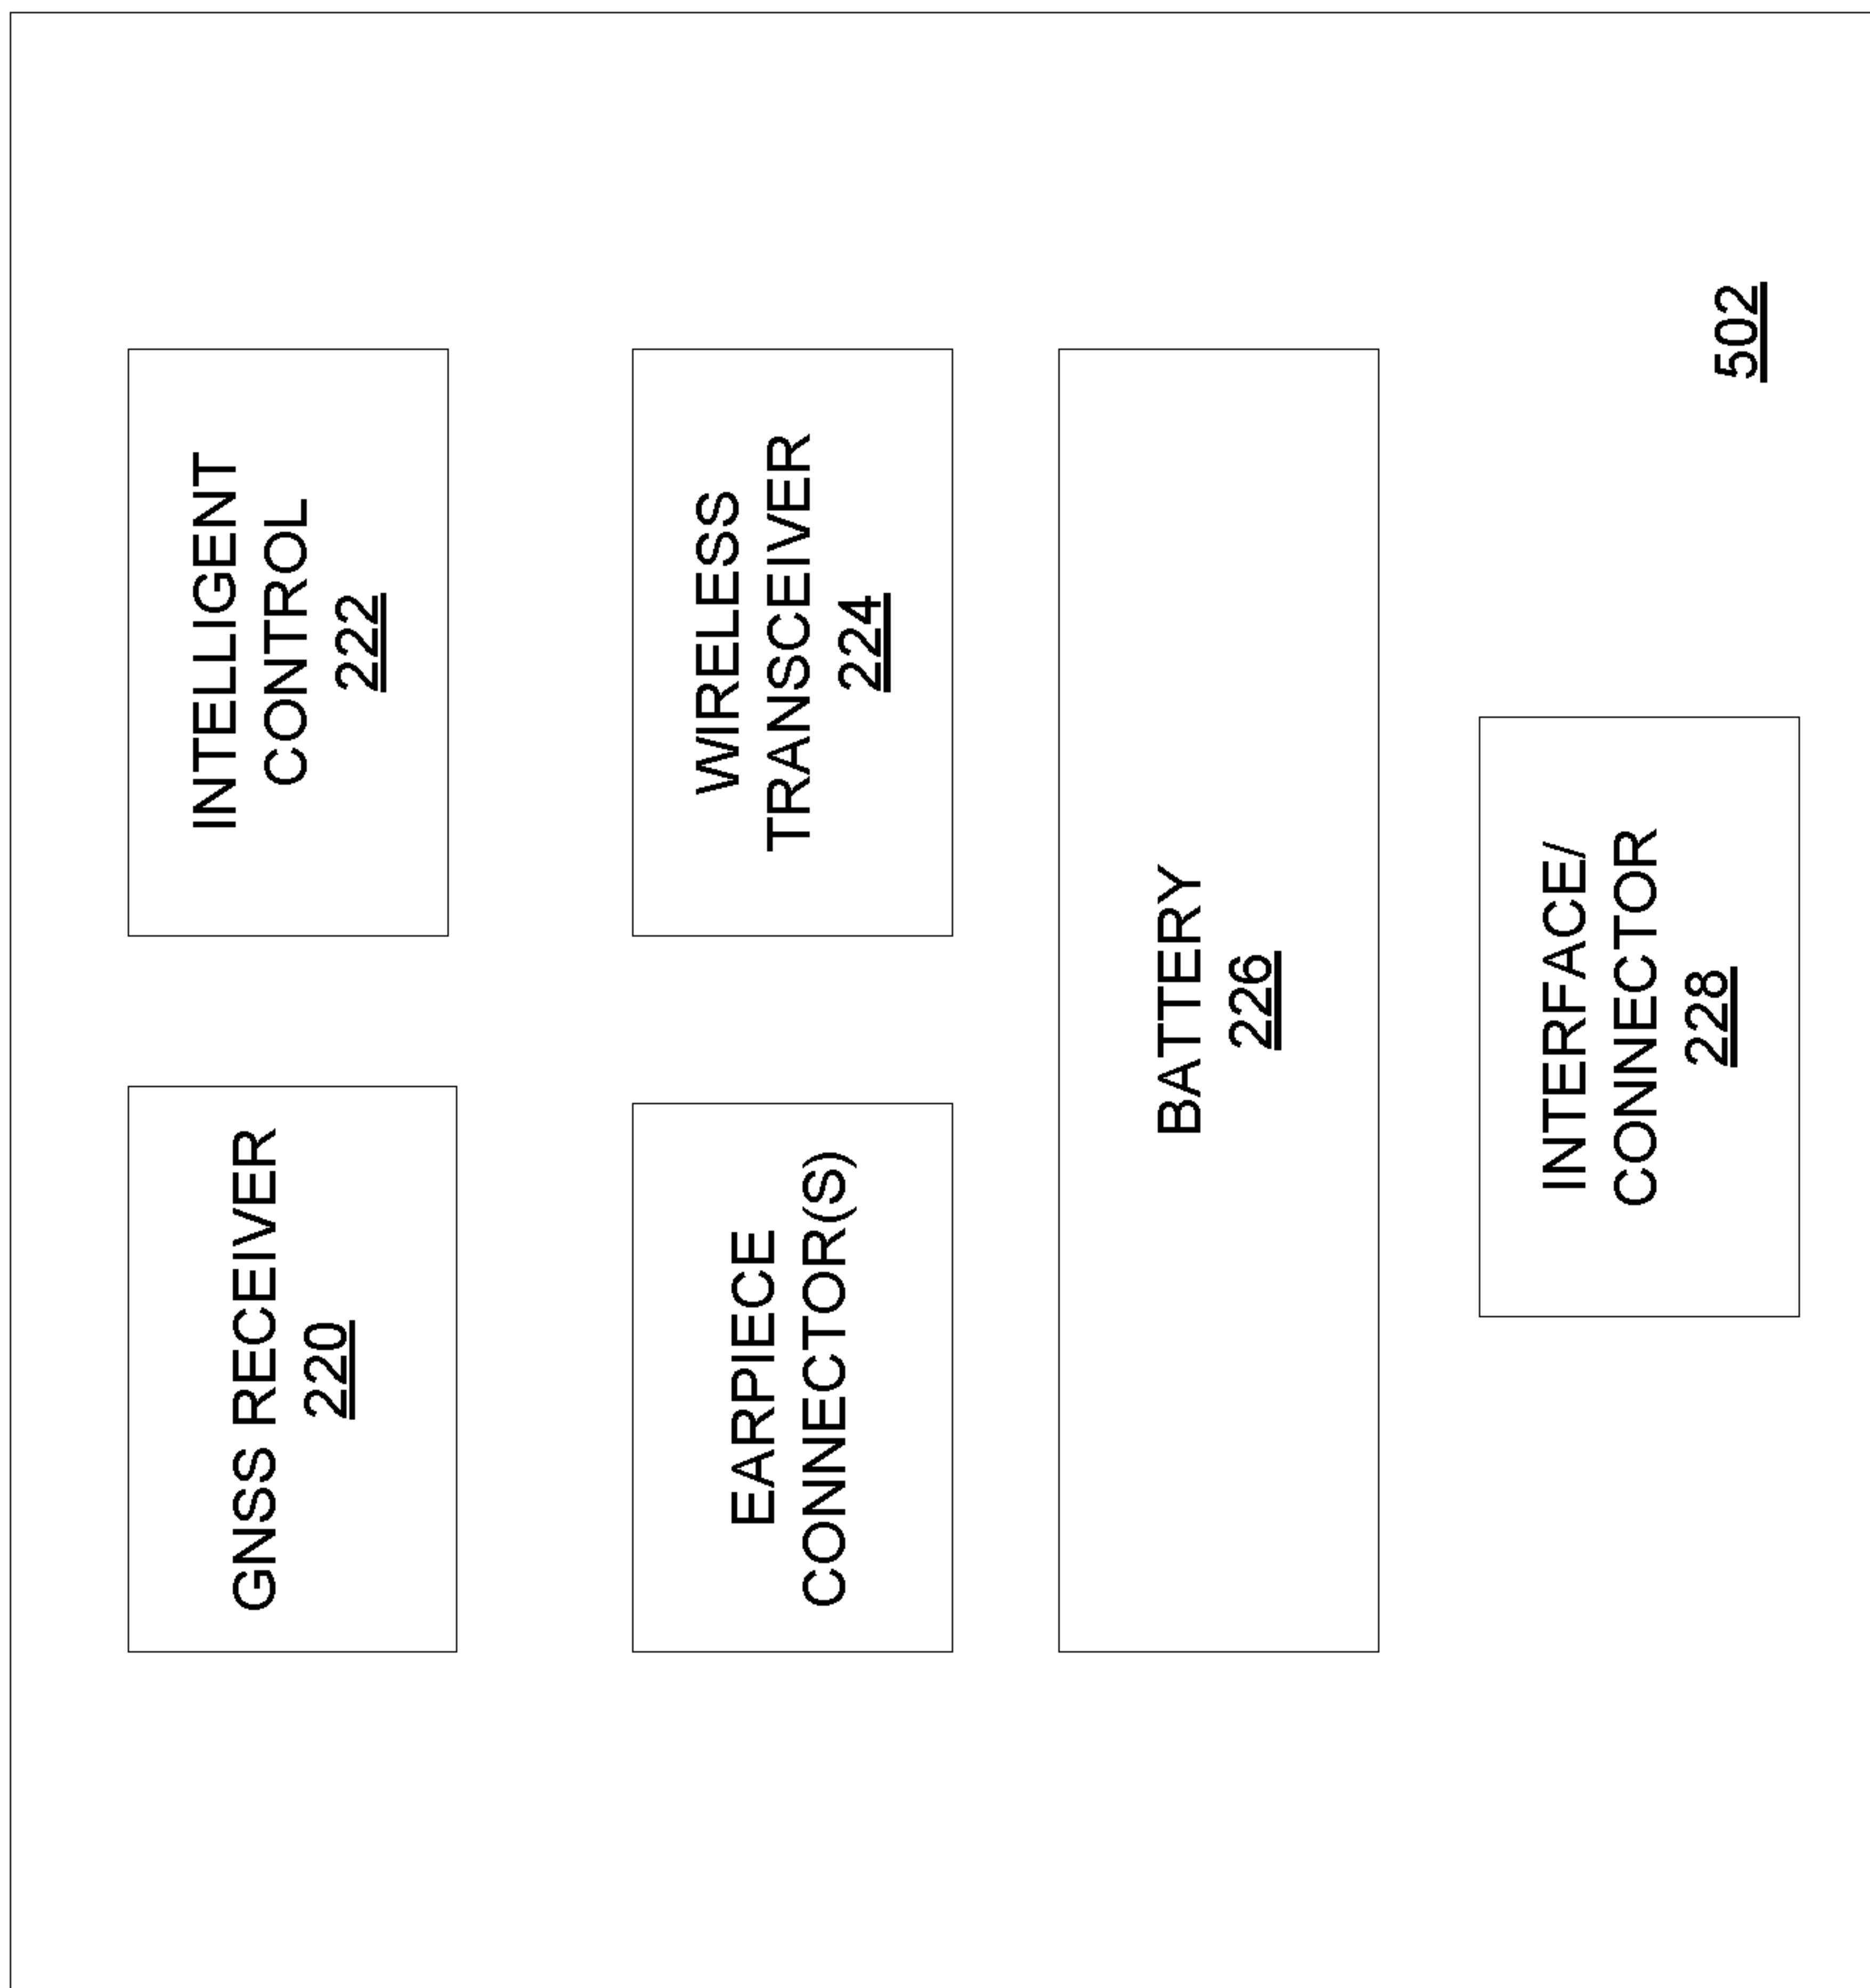 GNSS RECEIVER
220
INTELLIGENT
CONTROL
222
EARPIECE
CONNECTOR(S)
WIRELESS
TRANSCEIVER
224
BATTERY
226
INTERFACE/
CONNECTOR
228
502